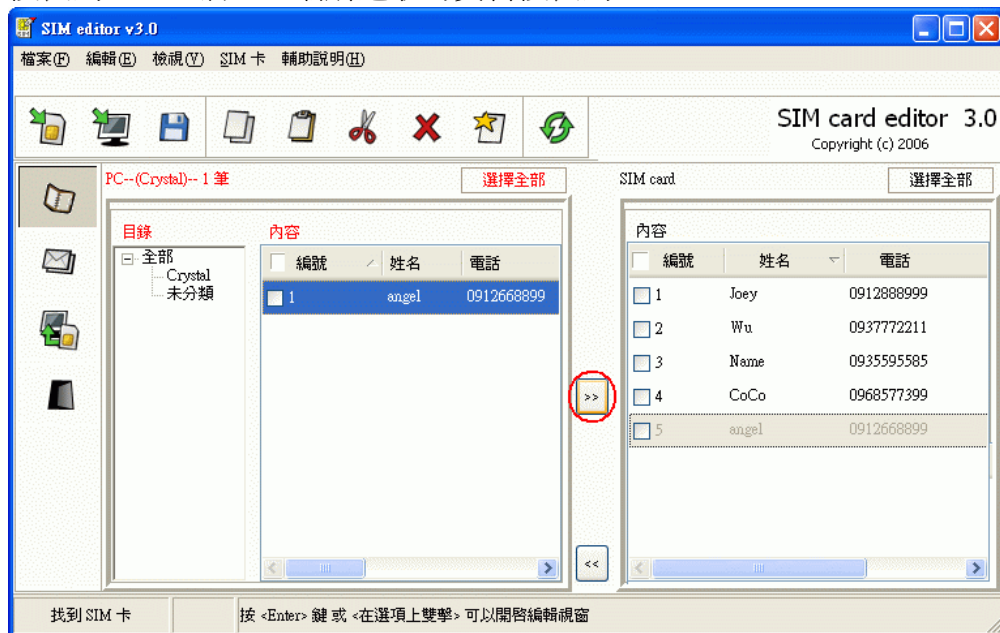 SIM editor v3.0
檔案(F) 編輯(E) 檢視(V) SIM 卡 輔助說明(H)
SIM card editor 3.0
Copyright (c) 2006
PC--(Crystal)-- 1 筆
選擇全部
SIM card
選擇全部
目錄
全部
Crystal
未分類
內容
編號 姓名 電話
1 angel 0912668899
>>
<<
內容
編號 姓名 電話
1 Joey 0912888999
2 Wu 0937772211
3 Name 0935595585
4 CoCo 0968577399
5 angel 0912668899
找到 SIM 卡
按 <Enter> 鍵 或 <在選項上雙擊> 可以開啓編輯視窗